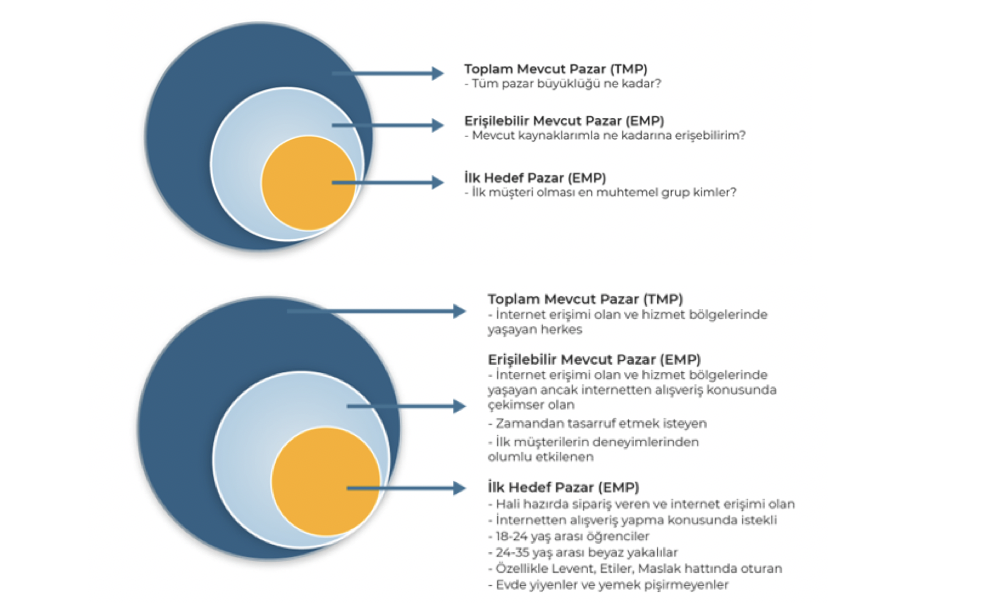 Toplam Mevcut Pazar (TMP)
- Tüm pazar büyüklüğü ne kadar?
Erişilebilir Mevcut Pazar (EMP)
- Mevcut kaynaklarımla ne kadarına erişebilirim?
İlk Hedef Pazar (EMP)
- İlk müşteri olması en muhtemel grup kimler?
Toplam Mevcut Pazar (TMP)
- İnternet erişimi olan ve hizmet bölgelerinde
yaşayan herkes
Erişilebilir Mevcut Pazar (EMP)
- İnternet erişimi olan ve hizmet bölgelerinde
yaşayan ancak internetten alışveriş konusunda
çekimser olan
- Zamandan tasarruf etmek isteyen
- İlk müşterilerin deneyimlerinden
olumlu etkilenen
İlk Hedef Pazar (EMP)
- Hali hazırda sipariş veren ve internet erişimi olan
- İnternetten alışveriş yapma konusunda istekli
- 18-24 yaş arası öğrenciler
- 24-35 yaş arası beyaz yakalılar
- Özellikle Levent, Etiler, Maslak hattında oturan
- Evde yiyenler ve yemek pişirmeyenler